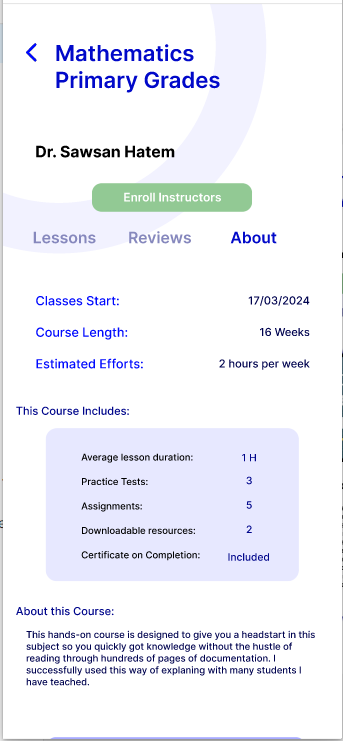 Mathematics
Primary Grades
Dr. Sawsan Hatem
Enroll Instructors
Lessons Reviews About
Classes Start: 17/03/2024
Course Length: 16 Weeks
Estimated Efforts: 2 hours per week
This Course Includes:
Average lesson duration: 1 H
Practice Tests: 3
Assignments: 5
Downloadable resources: 2
Certificate on Completion: Included
About this Course:
This hands-on course is designed to give you a headstart in this
subject so you quickly got knowledge without the hustle of
reading through hundreds of pages of documentation. I
successfully used this way of explaning with many students I
have teached.